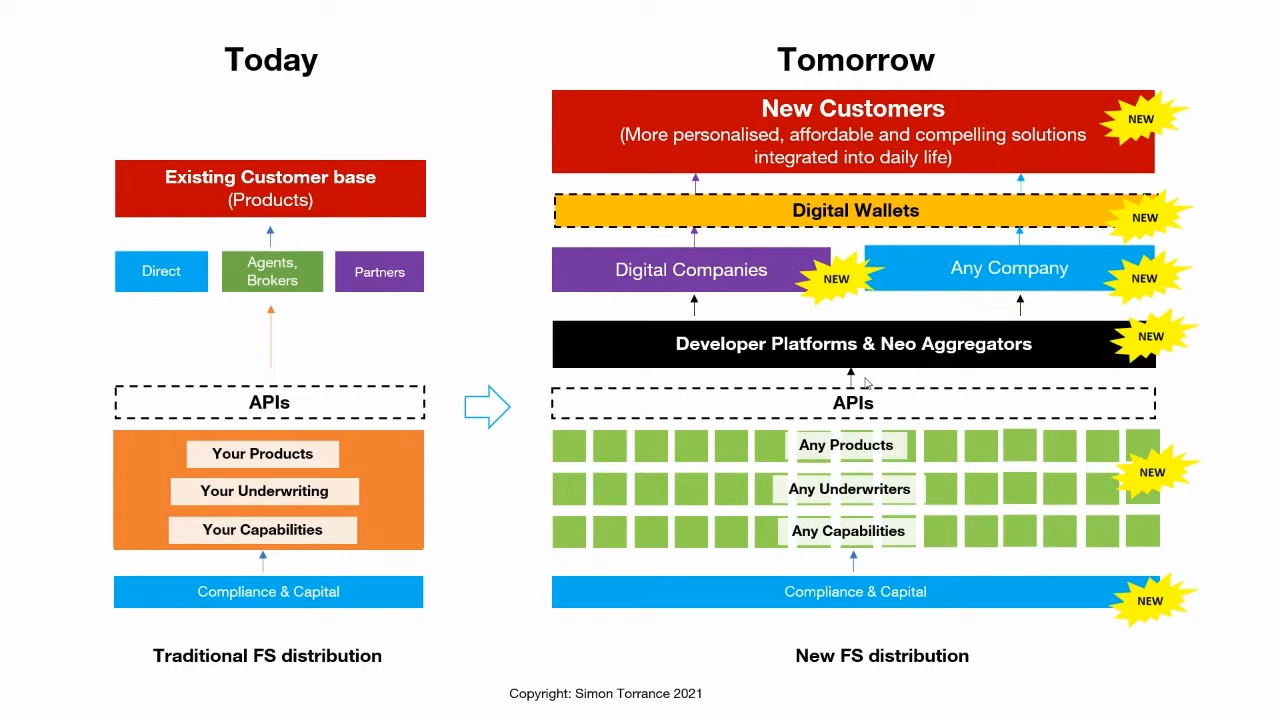 Today
Existing Customer base
(Products)
Direct
Agents,
Brokers
Partners
APIs
Your Products
Your Underwriting
Your Capabilities
Compliance & Capital
Traditional FS distribution
Tomorrow
New Customers
(More personalised, affordable and compelling solutions
integrated into daily life)
NEW
Digital Wallets
NEW
Digital Companies
NEW
Any Company
NEW
Developer Platforms & Neo Aggregators
NEW
APIs
Any Products
Any Underwriters
Any Capabilities
NEW
Compliance & Capital
NEW
New FS distribution
Copyright: Simon Torrance 2021